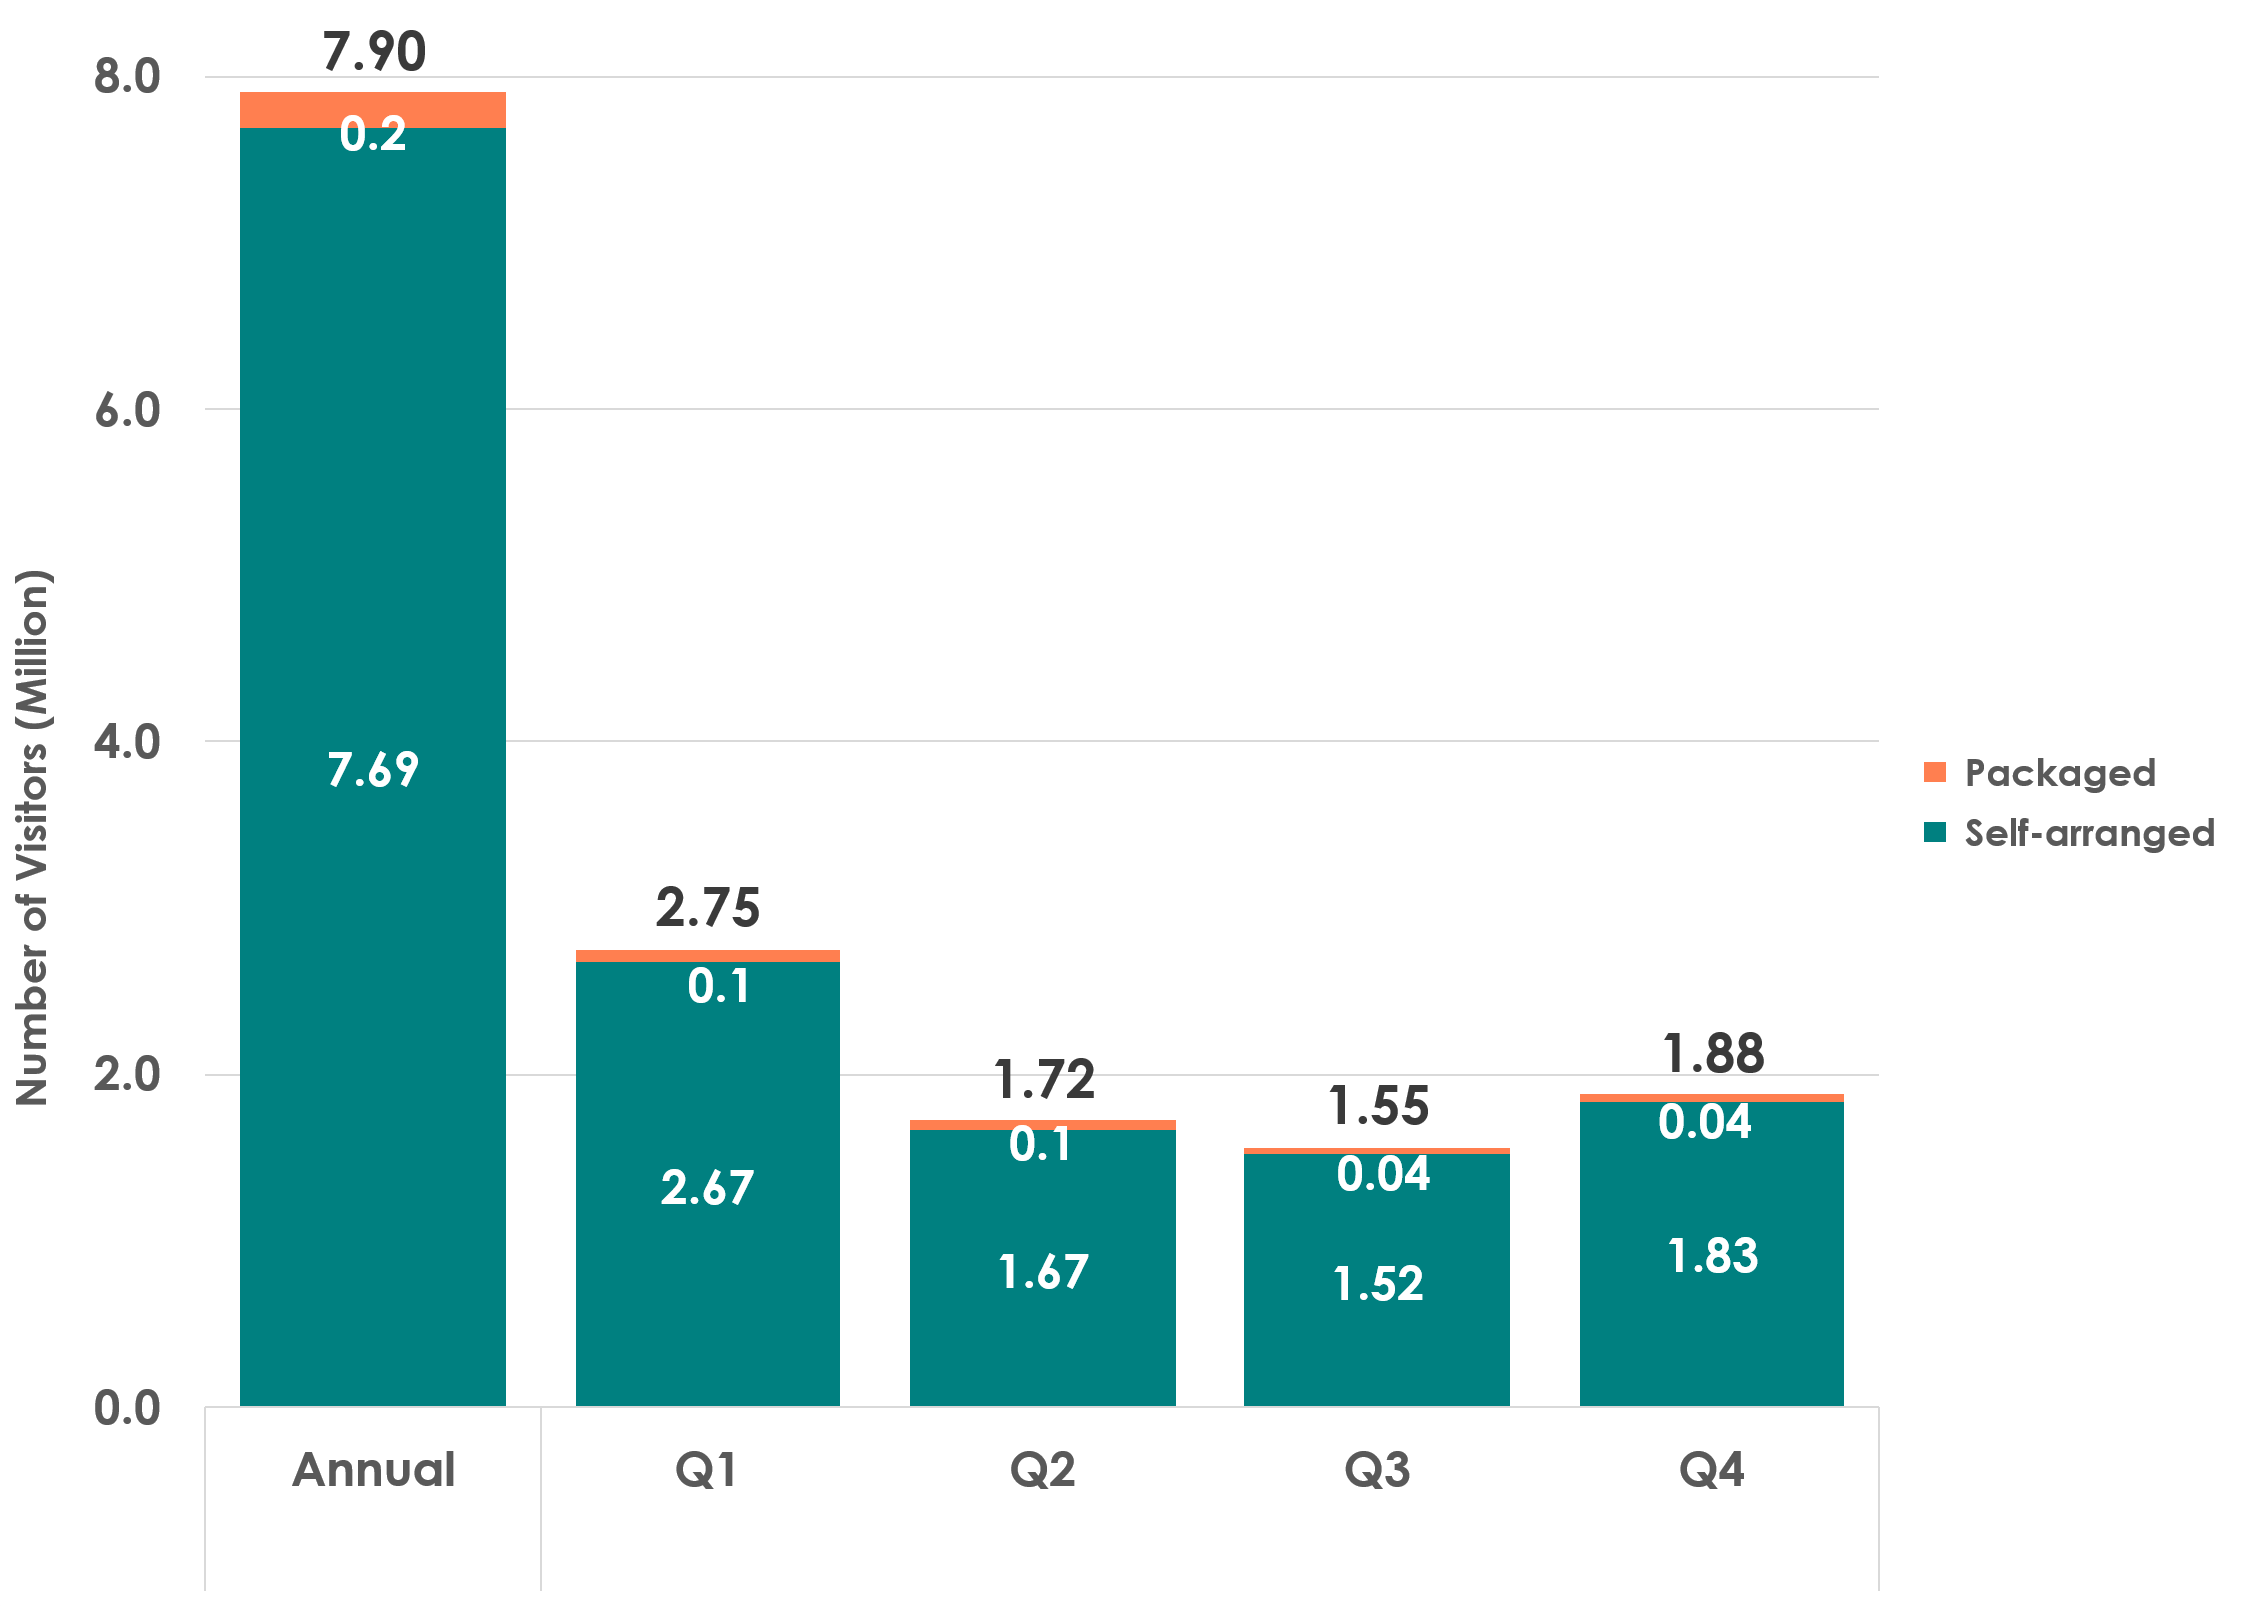 Number of Visitors (Million)
8.0
6.0
4.0
2.0
0.0
7.90
0.2
7.69
2.75
0.1
2.67
1.72
0.1
1.67
1.55
0.04
1.52
1.88
0.04
1.83
Annual
Q1
Q2
Q3
Q4
Packaged
Self-arranged